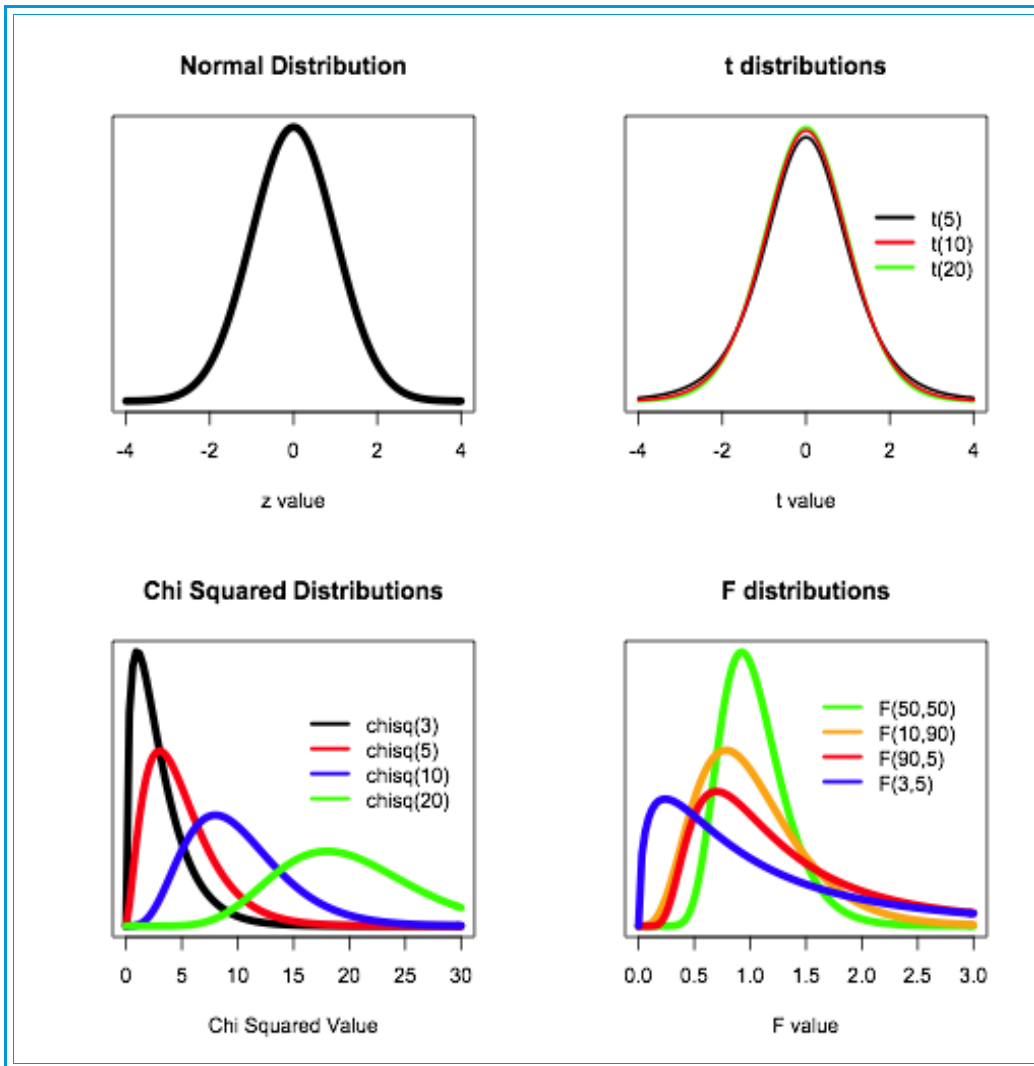 Normal Distribution
-4 -2 0 2 4
z value
t distributions
t(5)
t(10)
t(20)
-4 -2 0 2 4
t value
Chi Squared Distributions
chisq(3)
chisq(5)
chisq(10)
chisq(20)
0 5 10 15 20 25 30
Chi Squared Value
F distributions
F(50,50)
F(10,90)
F(90,5)
F(3,5)
0.0 0.5 1.0 1.5 2.0 2.5 3.0
F value